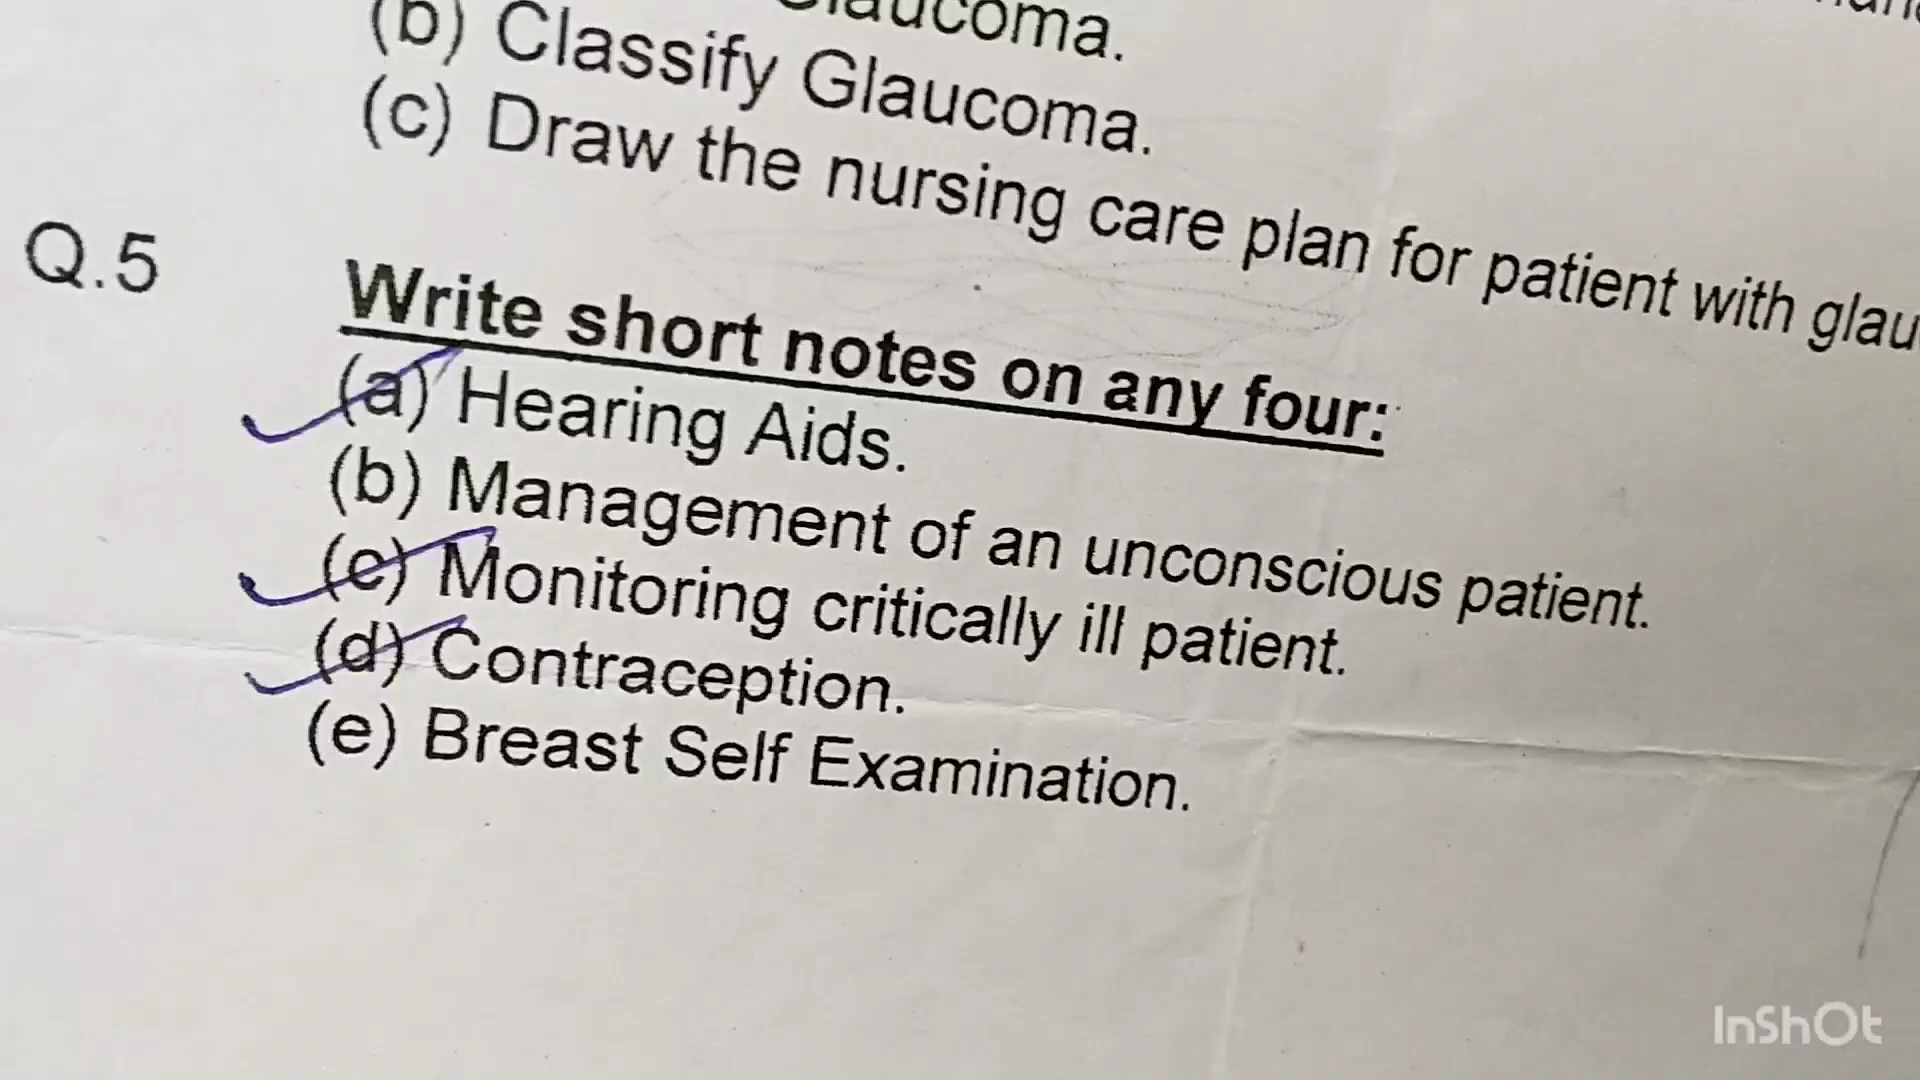 Glaucoma.
(b) Classify Glaucoma.
(c) Draw the nursing care plan for patient with glau
Q.5 Write short notes on any four:
(a) Hearing Aids.
(b) Management of an unconscious patient.
(c) Monitoring critically ill patient.
(d) Contraception.
(e) Breast Self Examination.
InShOt